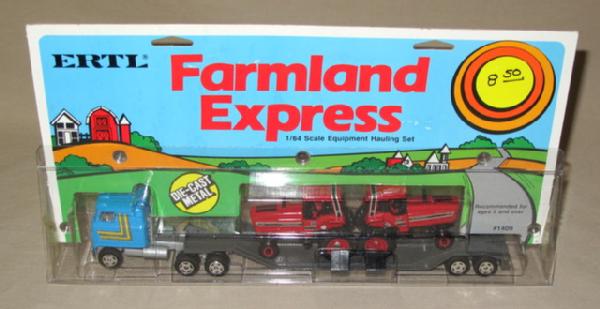 ERTL
Farmland
Express
1/64 Scale Equipment Hauling Set
8 50
DIE-CAST
METAL
Recommended for
ages 3 and over
#1409